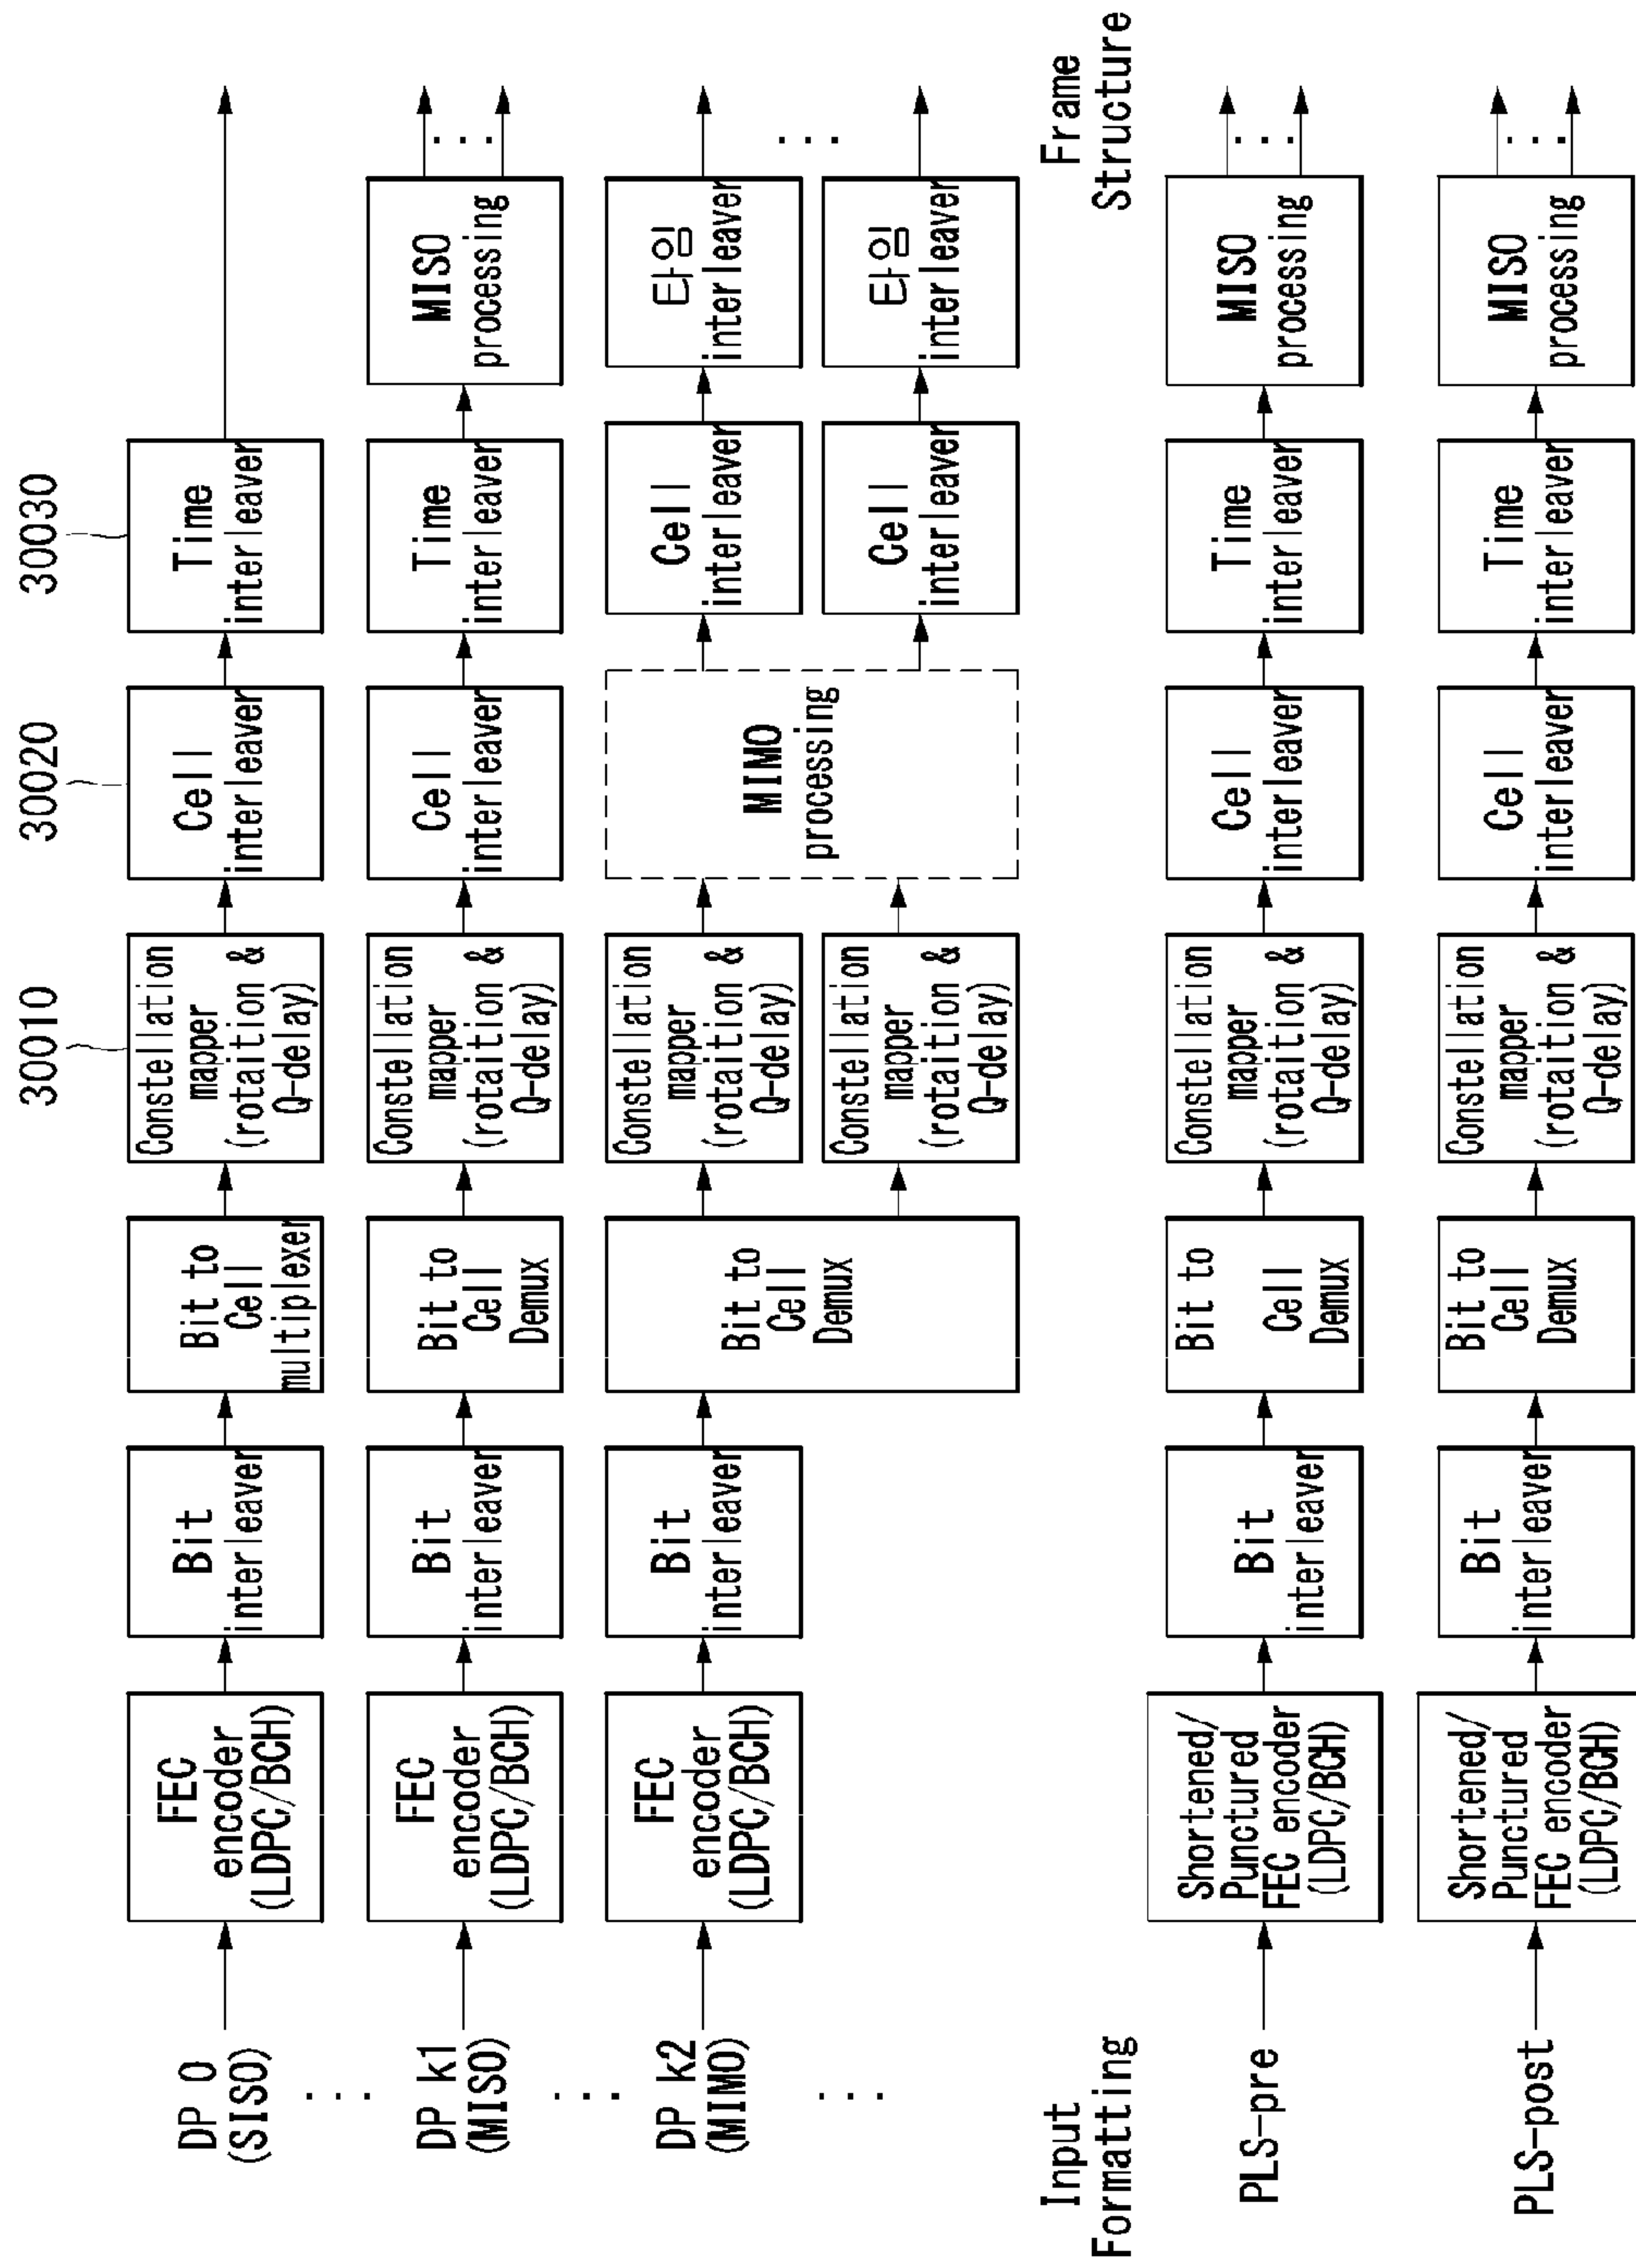 30010
30020
30030
DP 0
(SISO)
FEC
encoder
(LDPC/BCH)
Bit
interleaver
Bit to
Cell
multiplexer
Constellation
mapper
(rotaition &
Q-delay)
Cell
interleaver
Time
interleaver
...
DP k1
(MISO)
FEC
encoder
(LDPC/BCH)
Bit
interleaver
Bit to
Cell
Demux
Constellation
mapper
(rotaition &
Q-delay)
Cell
interleaver
Time
interleaver
MISO
processing
...
...
DP k2
(MIMO)
FEC
encoder
(LDPC/BCH)
Bit
interleaver
Bit to
Cell
Demux
Constellation
mapper
(rotaition &
Q-delay)
Constellation
mapper
(rotaition &
Q-delay)
MIMO
processing
Cell
interleaver
타임
interleaver
Cell
interleaver
타임
interleaver
...
...
Input
Formatting
Frame
Structure
PLS-pre
Shortened/
Punctured
FEC encoder
(LDPC/BCH)
Bit
interleaver
Bit to
Cell
Demux
Constellation
mapper
(rotaition &
Q-delay)
Cell
interleaver
Time
interleaver
MISO
processing
...
PLS-post
Shortened/
Punctured
FEC encoder
(LDPC/BCH)
Bit
interleaver
Bit to
Cell
Demux
Constellation
mapper
(rotaition &
Q-delay)
Cell
interleaver
Time
interleaver
MISO
processing
...